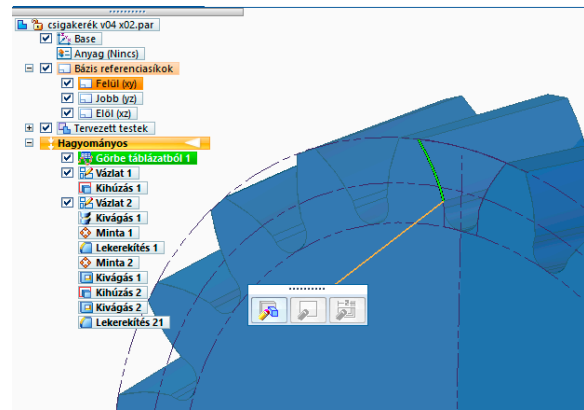 csigakerék v04 x02.par
Base
Anyag (Nincs)
Bázis referenciasíkok
Felül (xy)
Jobb (yz)
Elöl (xz)
Tervezett testek
Hagyományos
Görbe táblázatból 1
Vázlat 1
Kihúzás 1
Vázlat 2
Kivágás 1
Minta 1
Lekerekítés 1
Minta 2
Kivágás 1
Kihúzás 2
Kivágás 2
Lekerekítés 21